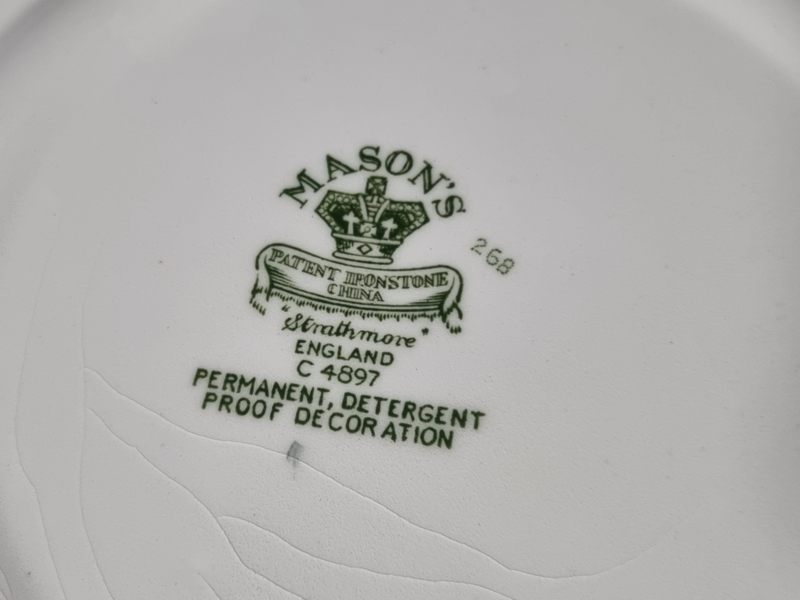 MASON'S
268
PATENT IRONSTONE
CHINA
"Strathmore"
ENGLAND
C 4897
PERMANENT, DETERGENT
PROOF DECORATION